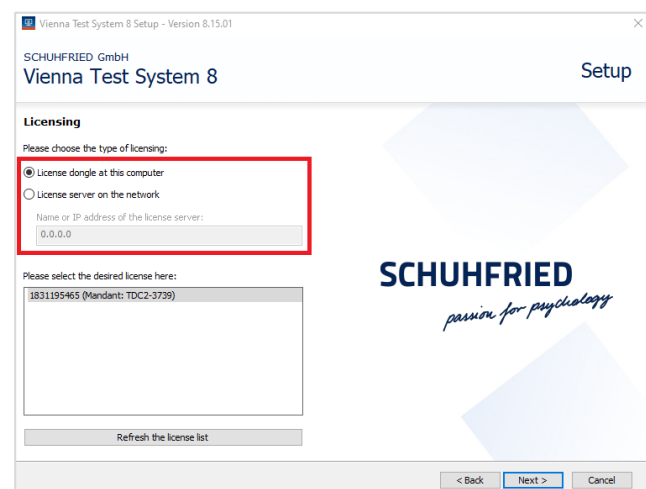 Vienna Test System 8 Setup - Version 8.15.01
SCHUHFRIED GmbH
Vienna Test System 8
Setup
Licensing
Please choose the type of licensing:
License dongle at this computer
License server on the network
Name or IP address of the license server:
0.0.0.0
Please select the desired license here:
1831195465 (Mandant: TDC2-3739)
SCHUHFRIED
passion for psychology
Refresh the license list
< Back
Next >
Cancel